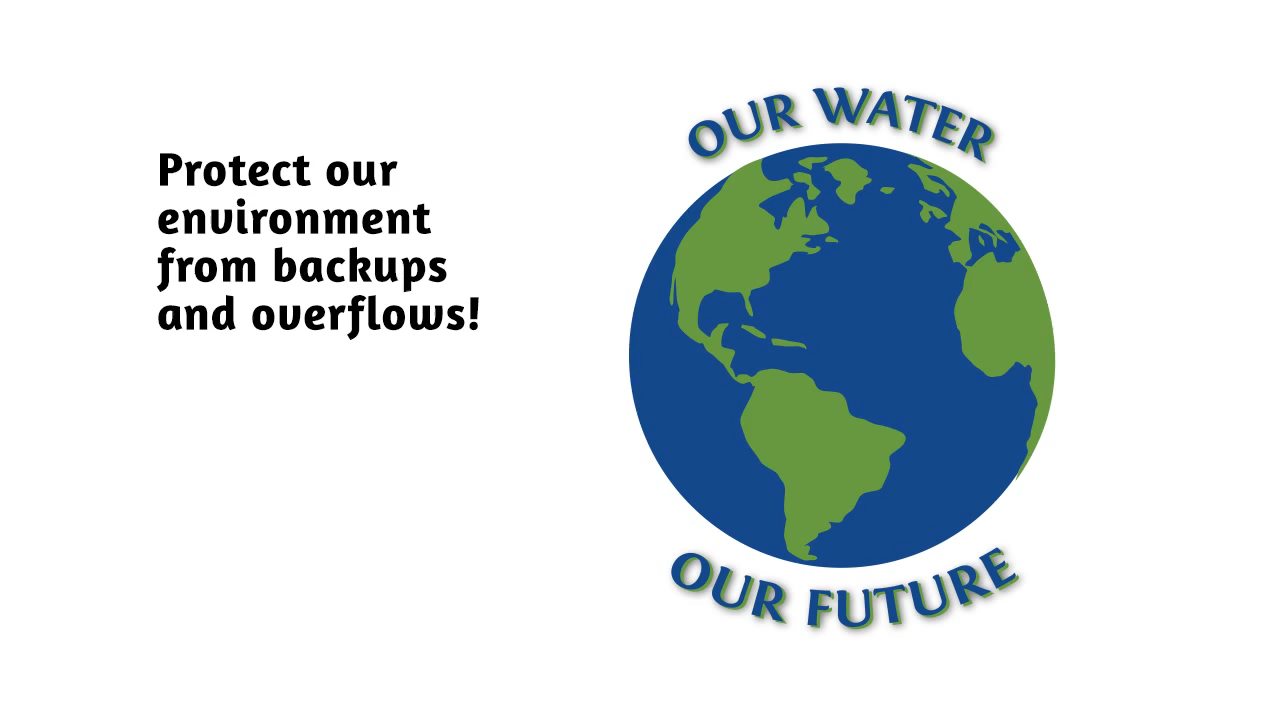 Protect our
environment
from backups
and overflows!
OUR WATER
OUR FUTURE